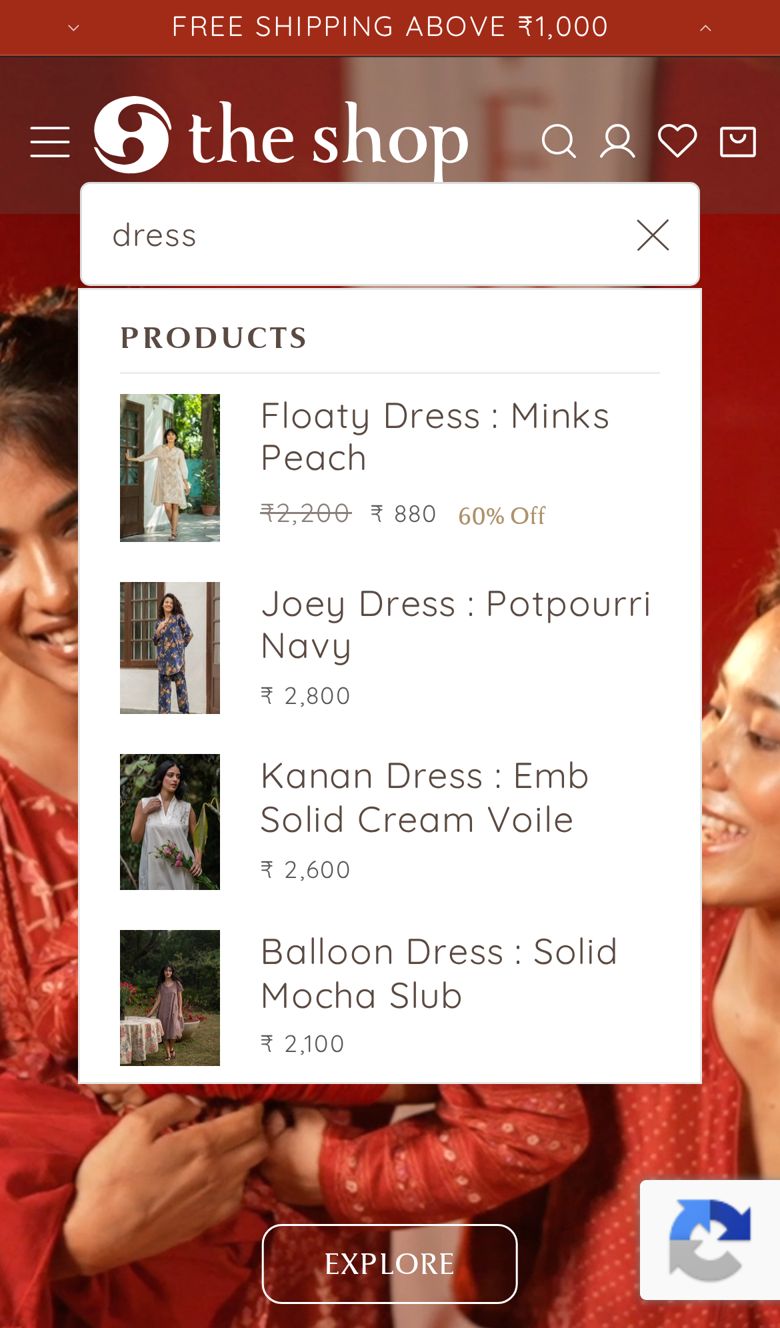 FREE SHIPPING ABOVE ₹1,000
the shop
dress
PRODUCTS
Floaty Dress : Minks
Peach
₹2,200 ₹ 880 60% Off
Joey Dress : Potpourri
Navy
₹ 2,800
Kanan Dress : Emb
Solid Cream Voile
₹ 2,600
Balloon Dress : Solid
Mocha Slub
₹ 2,100
EXPLORE